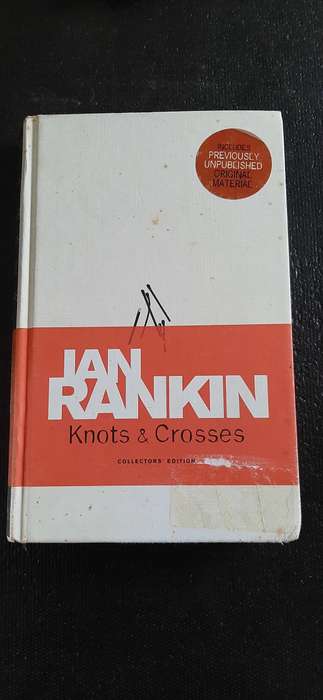 INCLUDES
PREVIOUSLY
UNPUBLISHED
ORIGINAL
MATERIAL
IAN
RANKIN
Knots & Crosses
COLLECTORS' EDITION